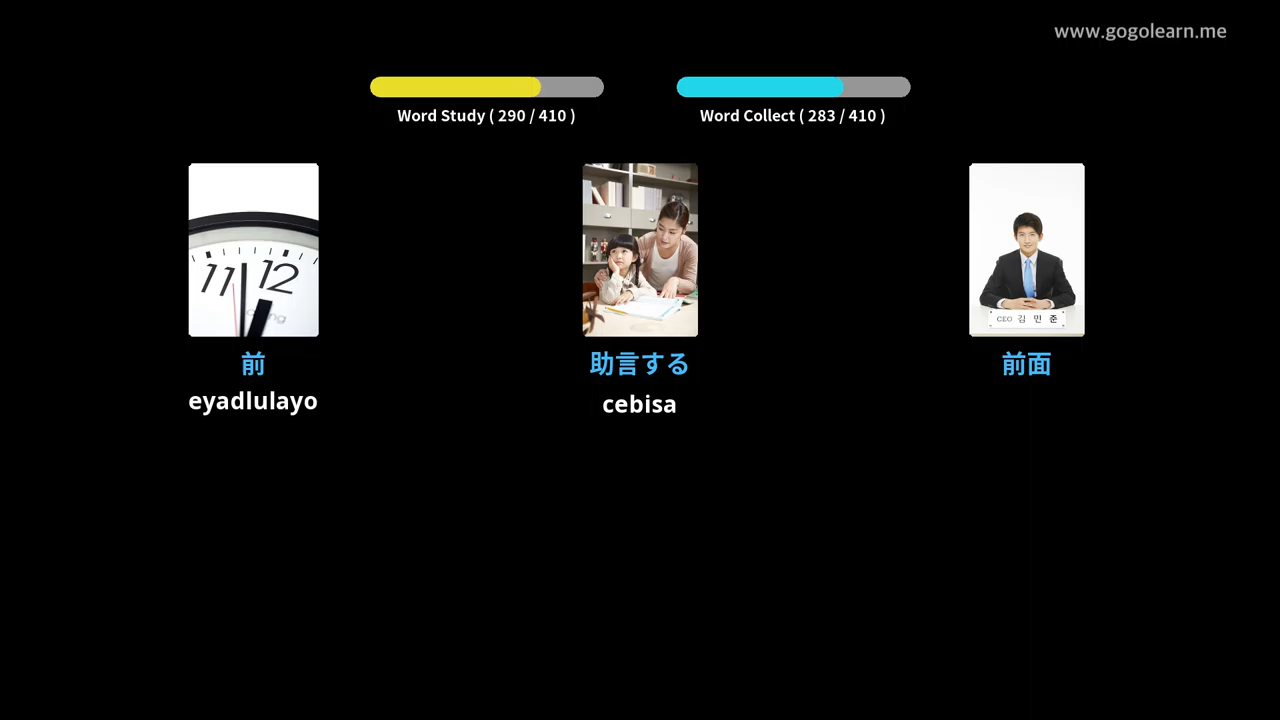 www.gogolearn.me
Word Study ( 290 / 410 )
Word Collect ( 283 / 410 )
11 12
CEO 김 민 준
前
助言する
前面
eyadlulayo
cebisa